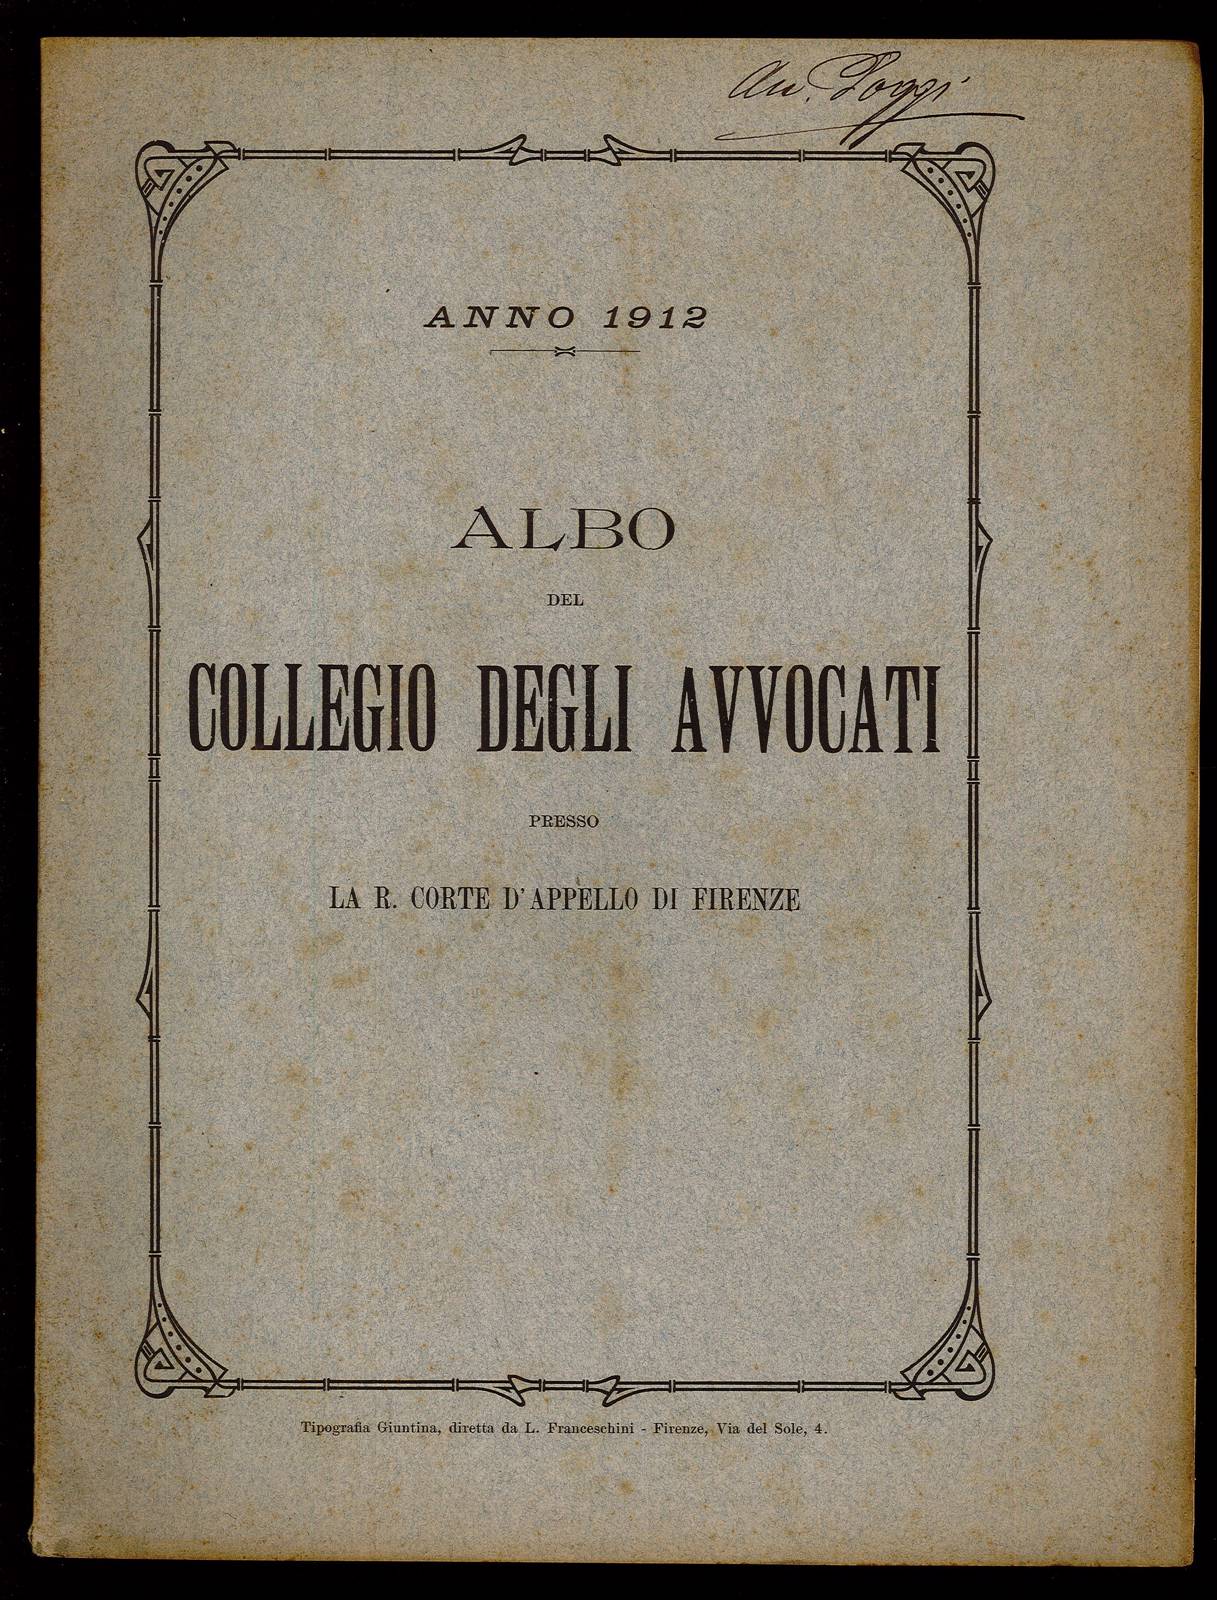 Avv. Poggi
ANNO 1912
ALBO
DEL
COLLEGIO DEGLI AVVOCATI
PRESSO
LA R. CORTE D'APPELLO DI FIRENZE
Tipografia Giuntina, diretta da L. Franceschini - Firenze, Via del Sole, 4.